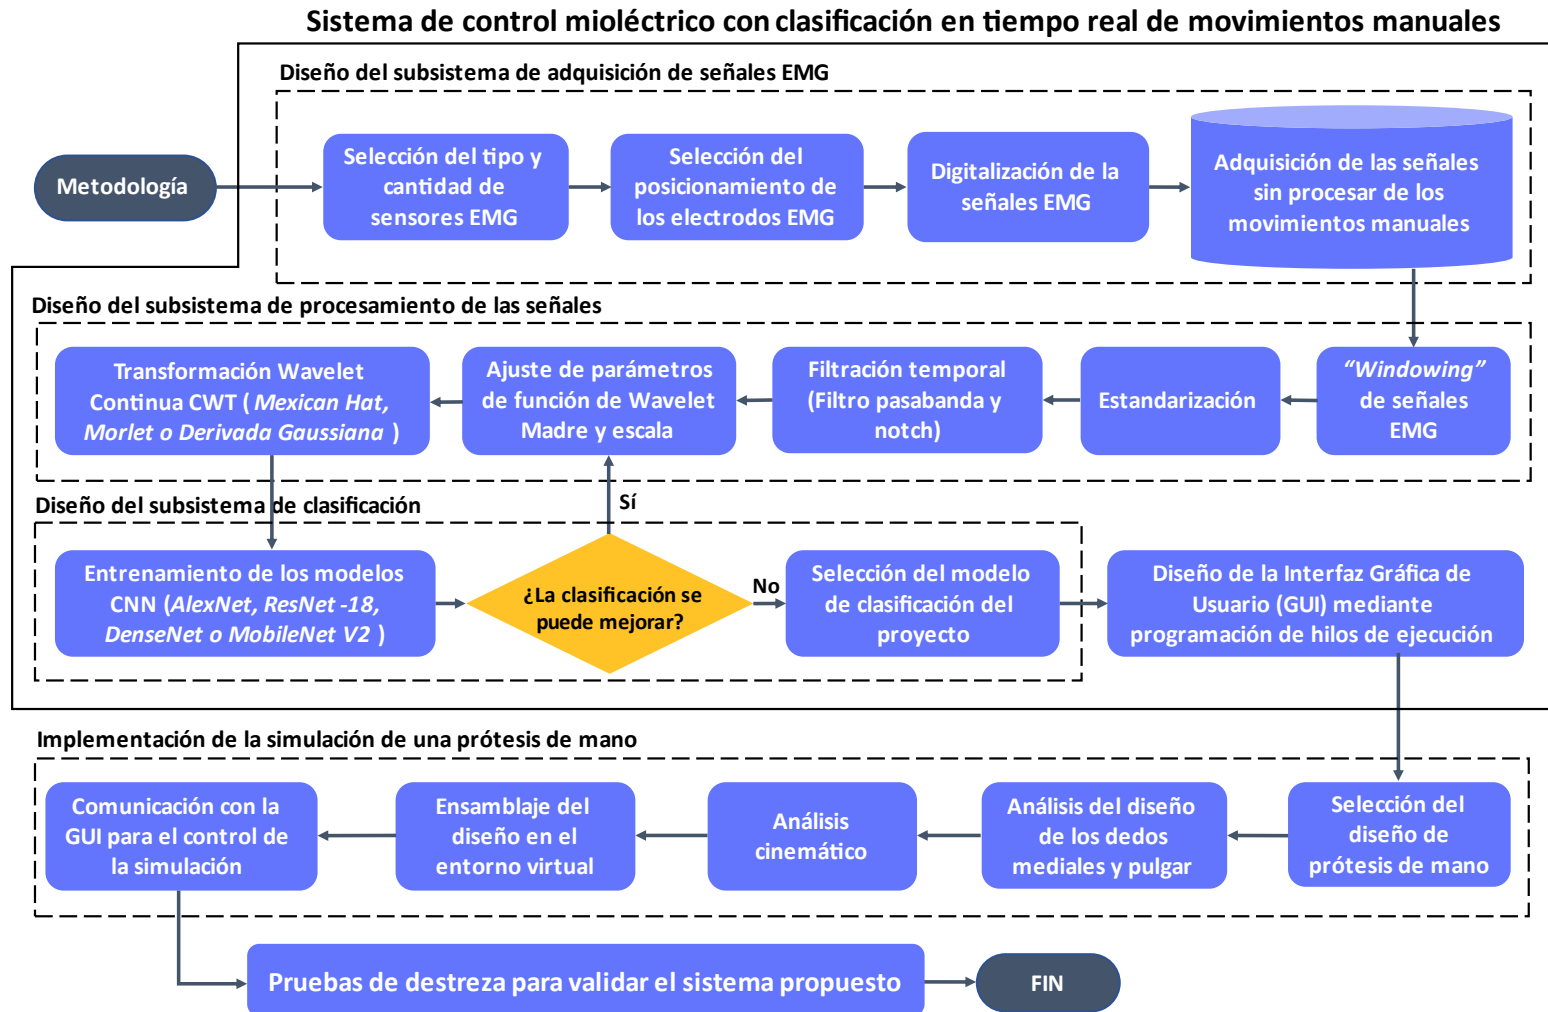 Sistema de control mioléctrico con clasificación en tiempo real de movimientos manuales
Diseño del subsistema de adquisición de señales EMG
Metodología
Selección del tipo y
cantidad de
sensores EMG
Selección del
posicionamiento de
los electrodos EMG
Digitalización de la
señales EMG
Adquisición de las señales
sin procesar de los
movimientos manuales
Diseño del subsistema de procesamiento de las señales
Transformación Wavelet
Continua CWT ( Mexican Hat,
Morlet o Derivada Gaussiana )
Ajuste de parámetros
de función de Wavelet
Madre y escala
Filtración temporal
(Filtro pasabanda y
notch)
Estandarización
“Windowing”
de señales
EMG
Diseño del subsistema de clasificación
Sí
Entrenamiento de los modelos
CNN (AlexNet, ResNet -18,
DenseNet o MobileNet V2 )
¿La clasificación se
puede mejorar?
No
Selección del modelo
de clasificación del
proyecto
Diseño de la Interfaz Gráfica de
Usuario (GUI) mediante
programación de hilos de ejecución
Implementación de la simulación de una prótesis de mano
Comunicación con la
GUI para el control de
la simulación
Ensamblaje del
diseño en el
entorno virtual
Análisis
cinemático
Análisis del diseño
de los dedos
mediales y pulgar
Selección del
diseño de
prótesis de mano
Pruebas de destreza para validar el sistema propuesto
FIN